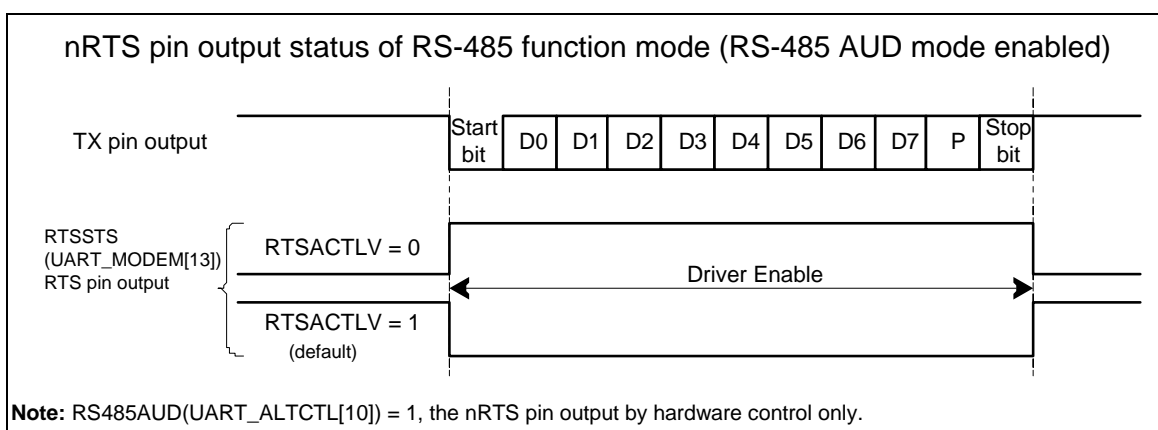 nRTS pin output status of RS-485 function mode (RS-485 AUD mode enabled)
TX pin output
Start bit
D0
D1
D2
D3
D4
D5
D6
D7
P
Stop bit
RTSSTS
(UART_MODEM[13])
RTS pin output
RTSACTLV = 0
Driver Enable
RTSACTLV = 1
(default)
Note: RS485AUD(UART_ALTCTL[10]) = 1, the nRTS pin output by hardware control only.